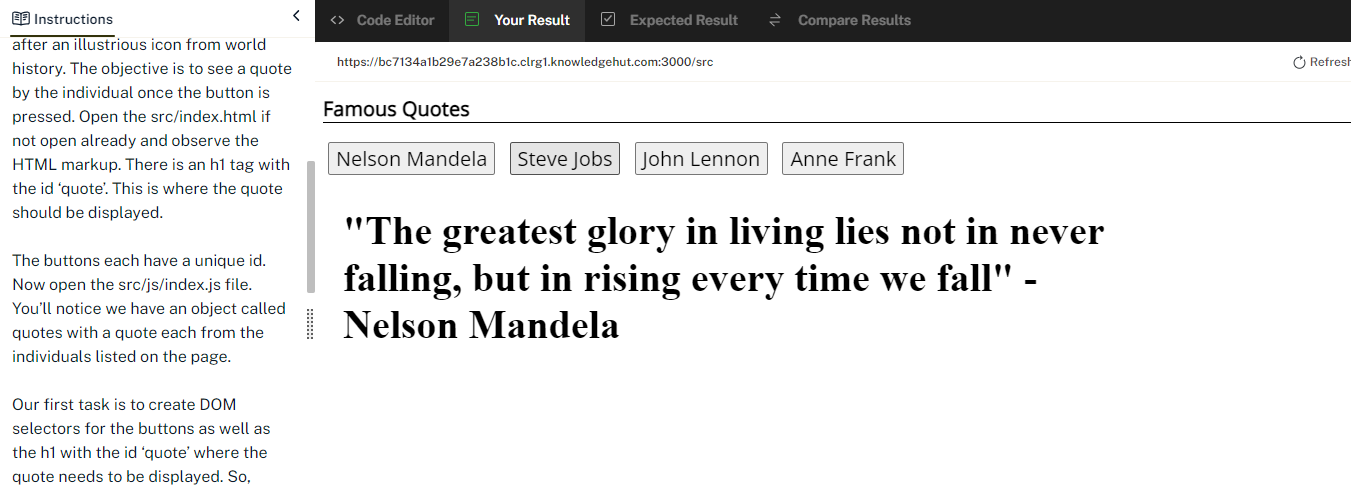 Instructions
after an illustrious icon from world
history. The objective is to see a quote
by the individual once the button is
pressed. Open the src/index.html if
not open already and observe the
HTML markup. There is an h1 tag with
the id ‘quote’. This is where the quote
should be displayed.
The buttons each have a unique id.
Now open the src/js/index.js file.
You’ll notice we have an object called
quotes with a quote each from the
individuals listed on the page.
Our first task is to create DOM
selectors for the buttons as well as
the h1 with the id ‘quote’ where the
quote needs to be displayed. So,
Code Editor Your Result Expected Result Compare Results
https://bc7134a1b29e7a238b1c.clrg1.knowledgehut.com:3000/src Refresh
Famous Quotes
Nelson Mandela Steve Jobs John Lennon Anne Frank
"The greatest glory in living lies not in never
falling, but in rising every time we fall" -
Nelson Mandela